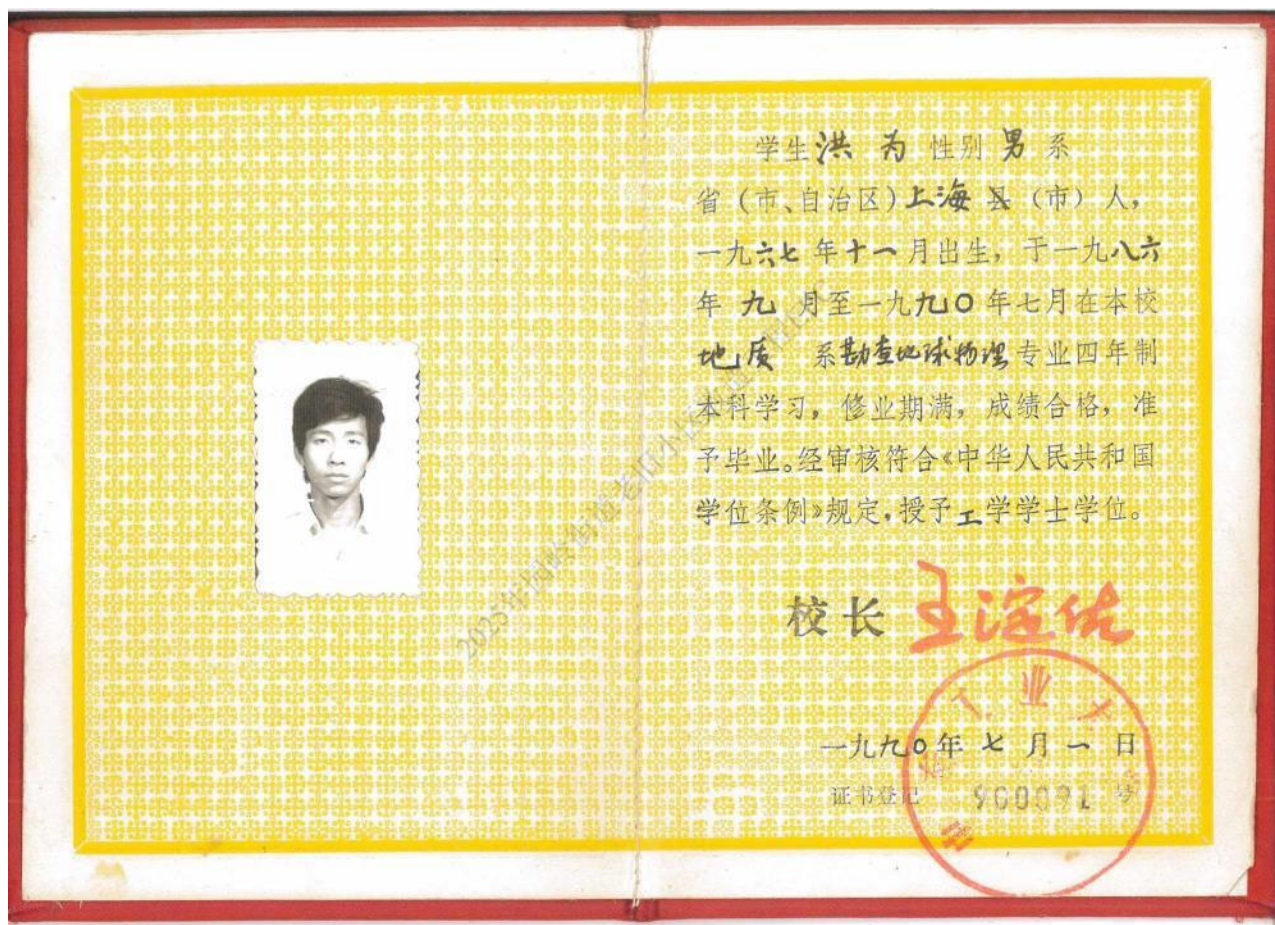 学生洪为性别男系
省(市、自治区)上海县(市)人,
一九六七年十一月出生,于一九八六
年九月至一九九〇年七月在本校
地质系勘查地球物理专业四年制
本科学习,修业期满,成绩合格,准
予毕业。经审核符合《中华人民共和国
学位条例》规定,授予工学学士学位。
校长 王淀佐
工业大
一九九〇年七月一日
证书登记 900091 号